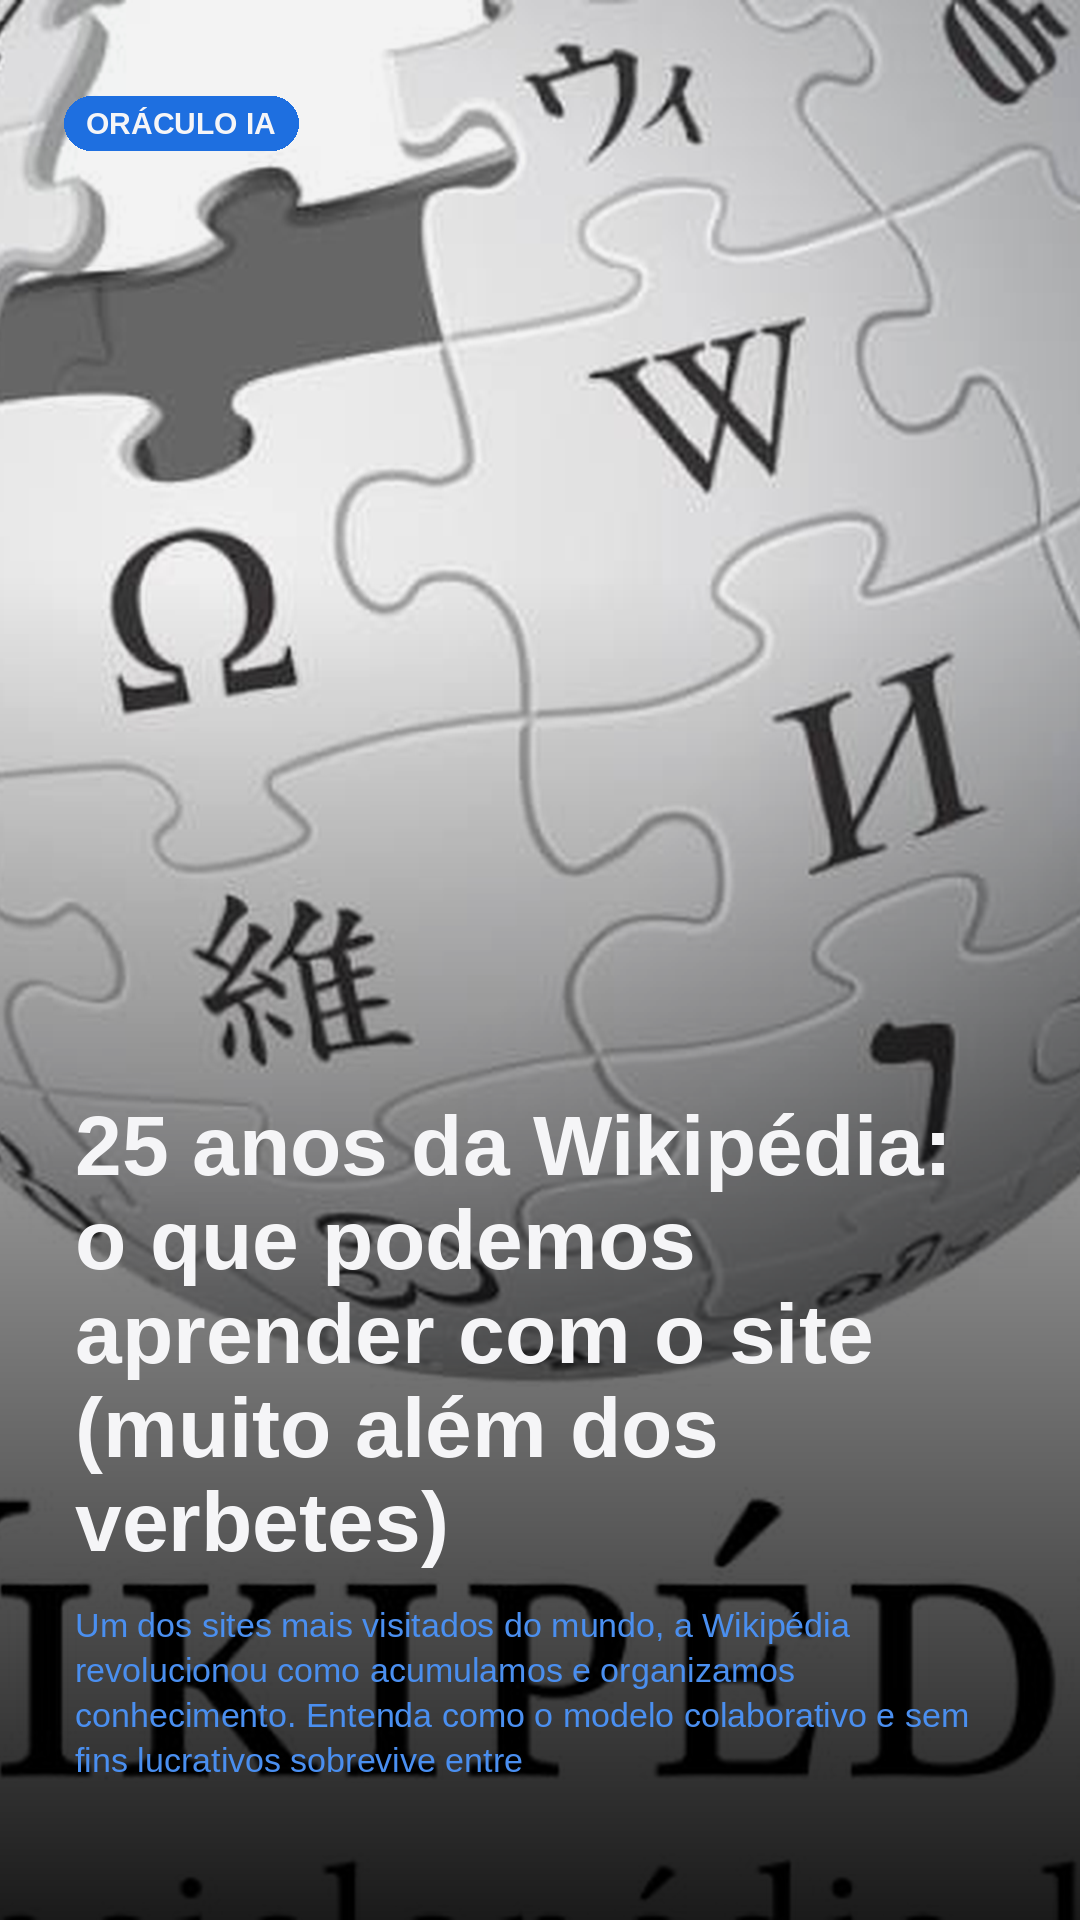 ORÁCULO IA
ウィ
W
Ω
И
維
י
25 anos da Wikipédia:
o que podemos
aprender com o site
(muito além dos
verbetes)
IKIPÉD
Um dos sites mais visitados do mundo, a Wikipédia
revolucionou como acumulamos e organizamos
conhecimento. Entenda como o modelo colaborativo e sem
fins lucrativos sobrevive entre